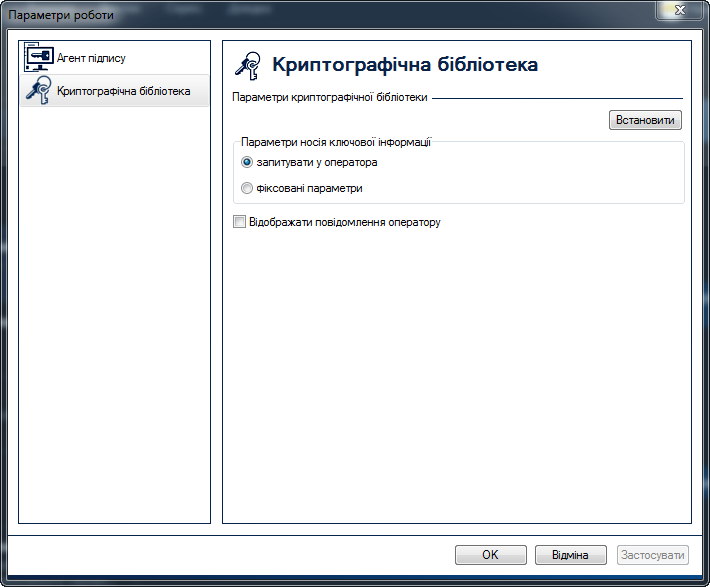 Параметри роботи
Агент підпису
Криптографічна бібліотека
Криптографічна бібліотека
Параметри криптографічної бібліотеки
Встановити
Параметри носія ключової інформації
запитувати у оператора
фіксовані параметри
Відображати повідомлення оператору
OK
Відміна
Застосувати